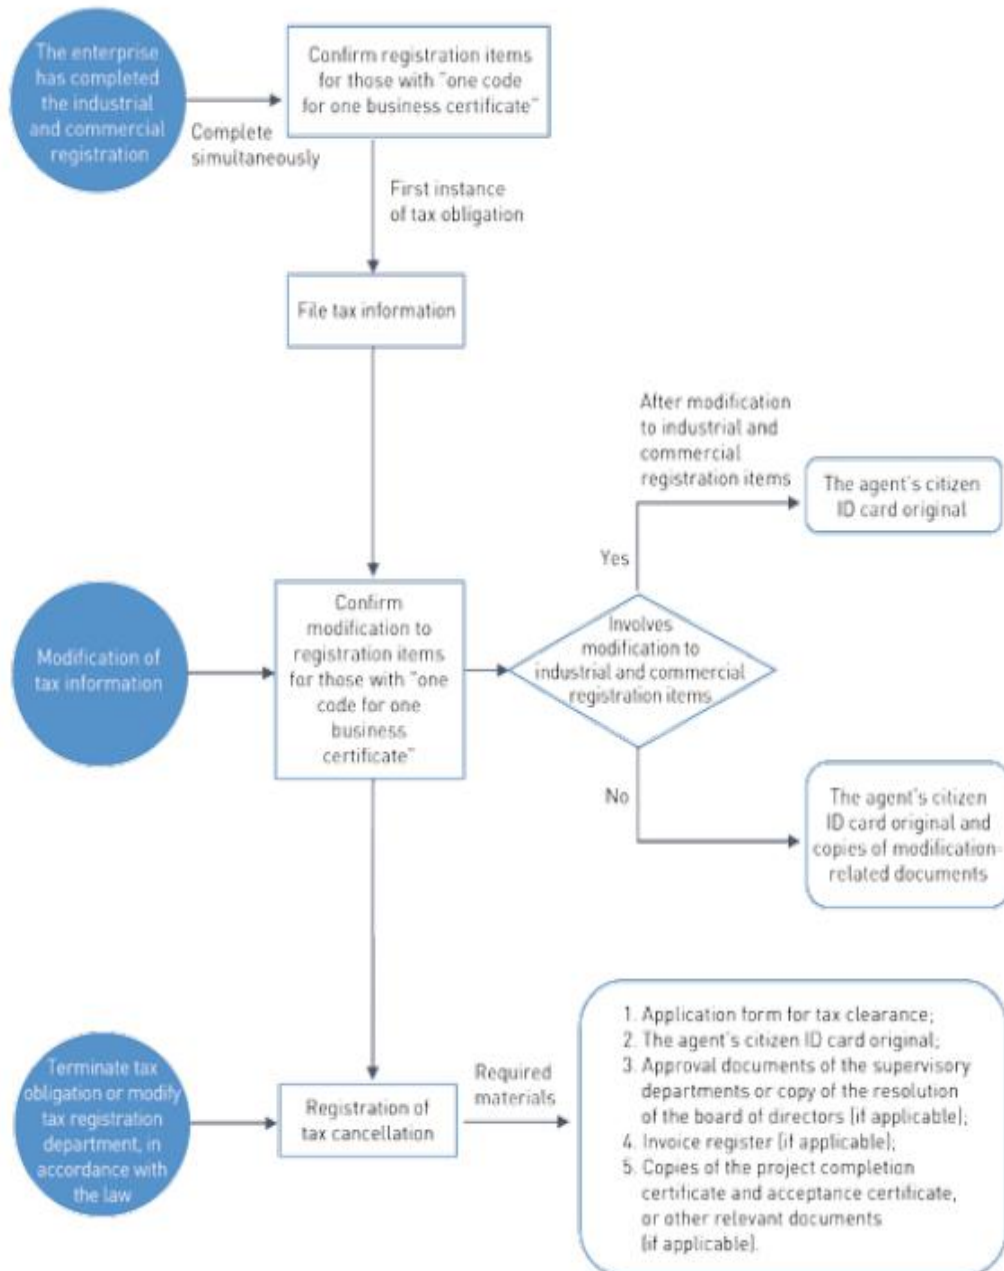 The enterprise
has completed
the industrial
and commercial
registration
Complete
simultaneously
Confirm registration items
for those with "one code
for one business certificate"
First instance
of tax obligation
File tax information
After modification
to industrial and
commercial
registration items
The agent's citizen
ID card original
Yes
Modification of
tax information
Confirm
modification to
registration items
for those with "one
code for one
business
certificate"
Involves
modification to
industrial and commercial
registration items
No
The agent's citizen
ID card original and
copies of modification-
related documents
Terminate tax
obligation or modify
tax registration
department, in
accordance with
the law
Registration of
tax cancellation
Required
materials
1. Application form for tax clearance;
2. The agent's citizen ID card original;
3. Approval documents of the supervisory
departments or copy of the resolution
of the board of directors (if applicable);
4. Invoice register (if applicable);
5. Copies of the project completion
certificate and acceptance certificate,
or other relevant documents
(if applicable).